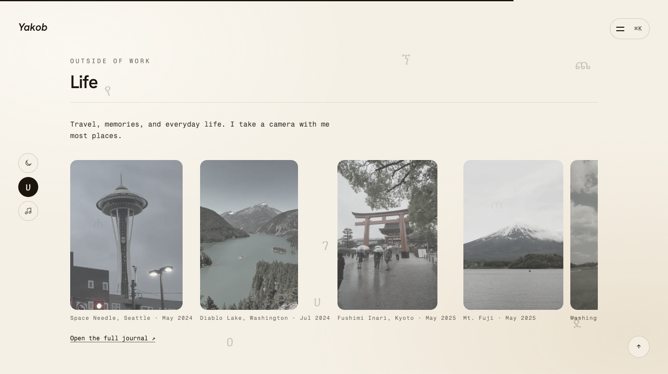 Yakob
⌘K
OUTSIDE OF WORK
Life
Travel, memories, and everyday life. I take a camera with me
most places.
U
Space Needle, Seattle · May 2024
Diablo Lake, Washington · Jul 2024
Fushimi Inari, Kyoto · May 2025
Mt. Fuji · May 2025
Washing
Open the full journal ↗